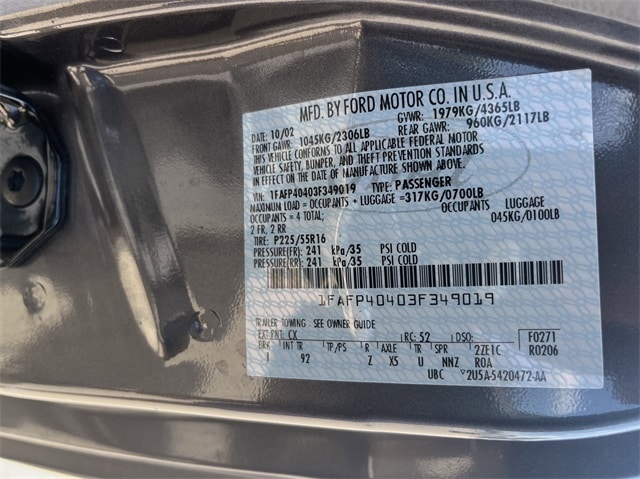 MFD. BY FORD MOTOR CO. IN U.S.A.
DATE: 10/02 GVWR: 1979KG/4365LB
FRONT GAWR: 1045KG/2306LB REAR GAWR: 960KG/2117LB
THIS VEHICLE CONFORMS TO ALL APPLICABLE FEDERAL MOTOR
VEHICLE SAFETY, BUMPER, AND THEFT PREVENTION STANDARDS
IN EFFECT ON THE DATE OF MANUFACTURE SHOWN ABOVE.
VIN: 1FAFP40403F349019 TYPE: PASSENGER
MAXIMUM LOAD = OCCUPANTS + LUGGAGE =317KG/0700LB
OCCUPANTS = 4 TOTAL; OCCUPANTS LUGGAGE
2 FR, 2 RR 045KG/0100LB
TIRE: P225/55R16
PRESSURE(FR): 241 kPa/35 PSI COLD
PRESSURE(RR): 241 kPa/35 PSI COLD
1FAFP40403F349019
TRAILER TOWING - SEE OWNER GUIDE
EXT PNT: CX RC: 52 DSO: F0271
BRK INT TR TP/PS R AXLE TR SPR 2ZE1C R0206
I 92 Z X5 U NNZ ROA
UBC 2U5A-5420472-AA